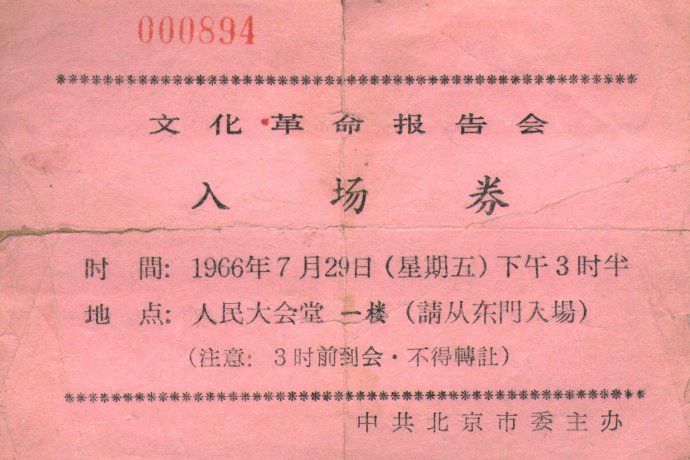 000894
文化革命报告会
入场券
时 間: 1966年7月29日(星期五)下午3时半
地 点: 人民大会堂 一楼 (請从东門入場)
(注意: 3时前到会·不得轉讓)
中共北京市委主办